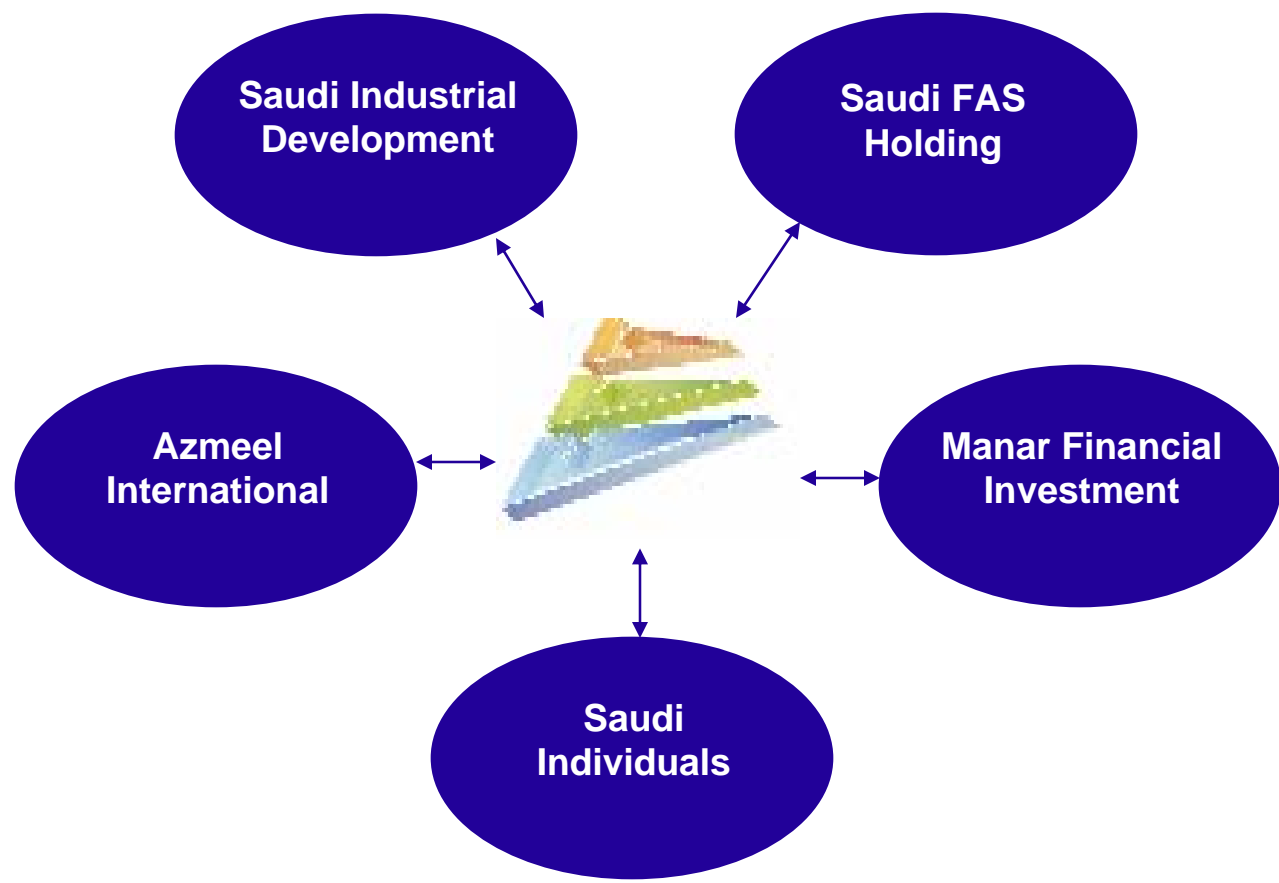 Saudi Industrial
Development
Saudi FAS
Holding
Azmeel
International
Manar Financial
Investment
Saudi
Individuals